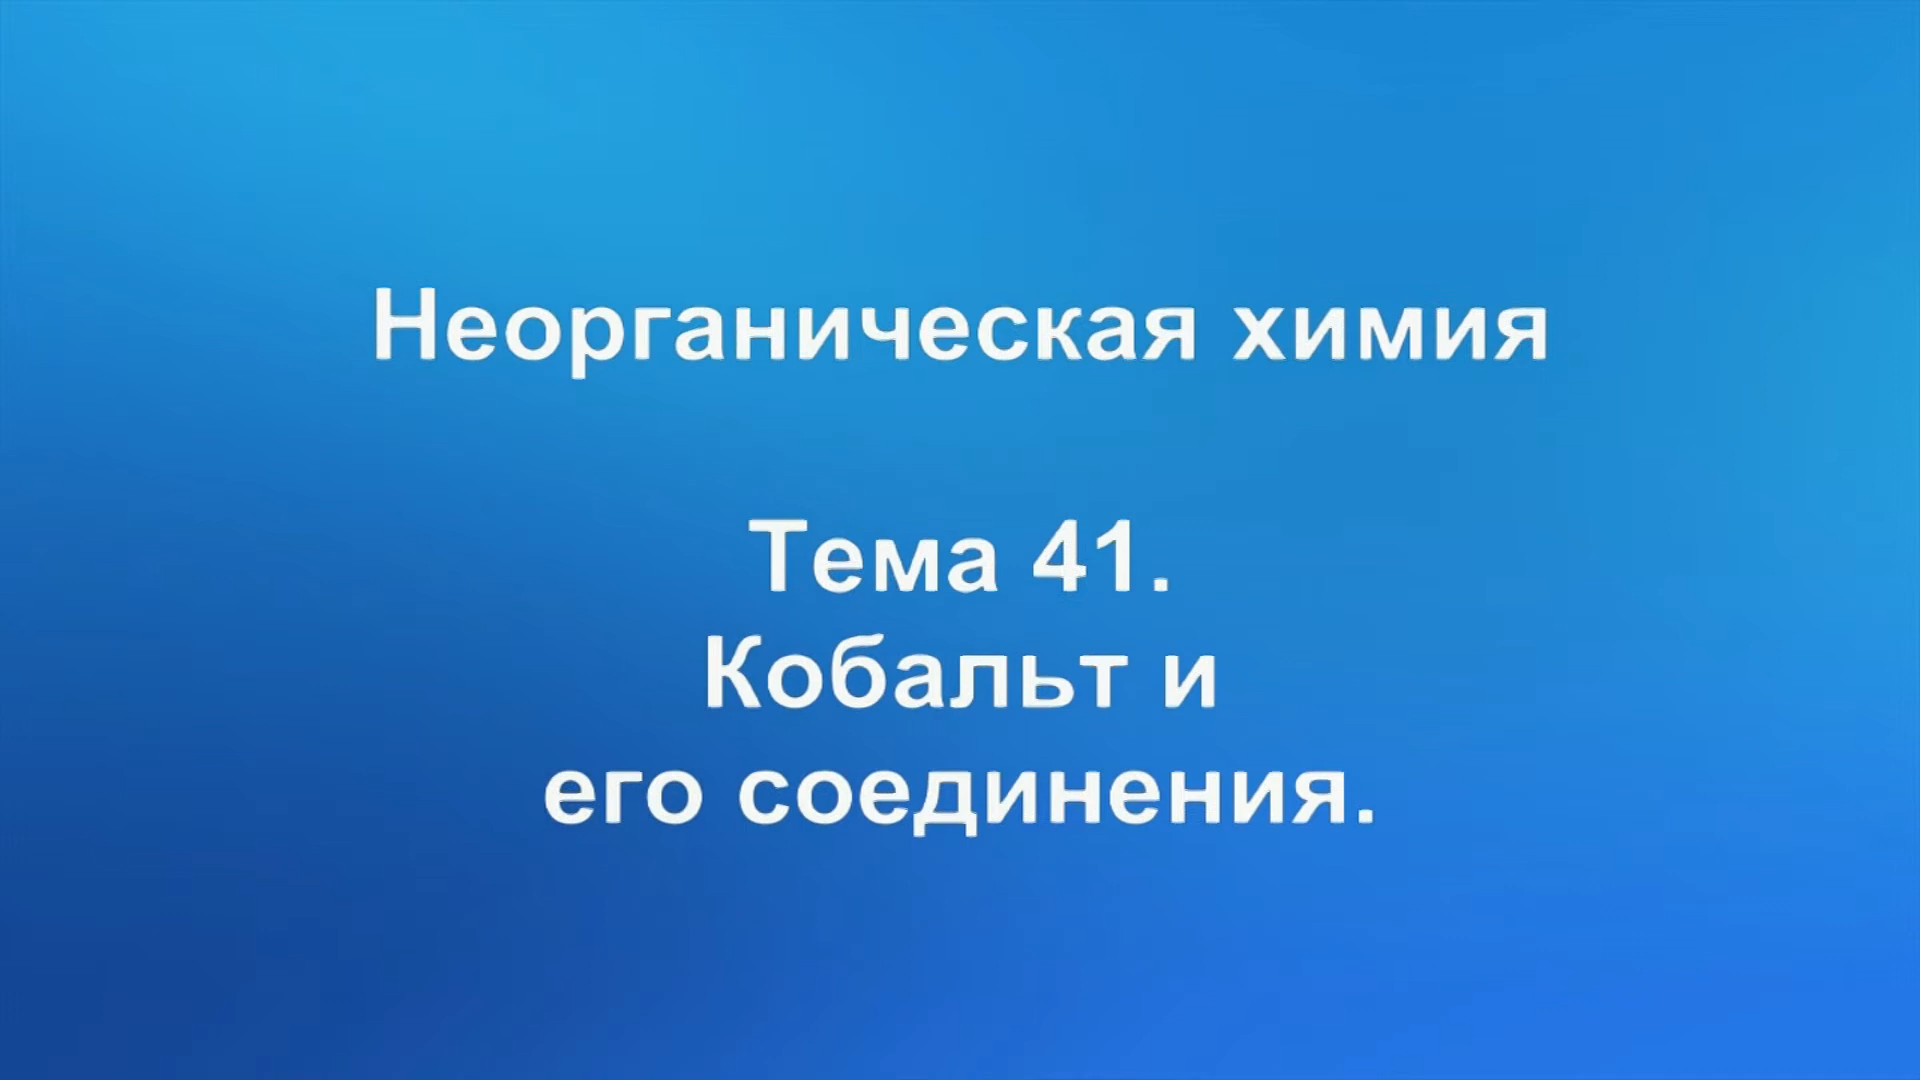 Неорганическая химия
Тема 41.
Кобальт и
его соединения.